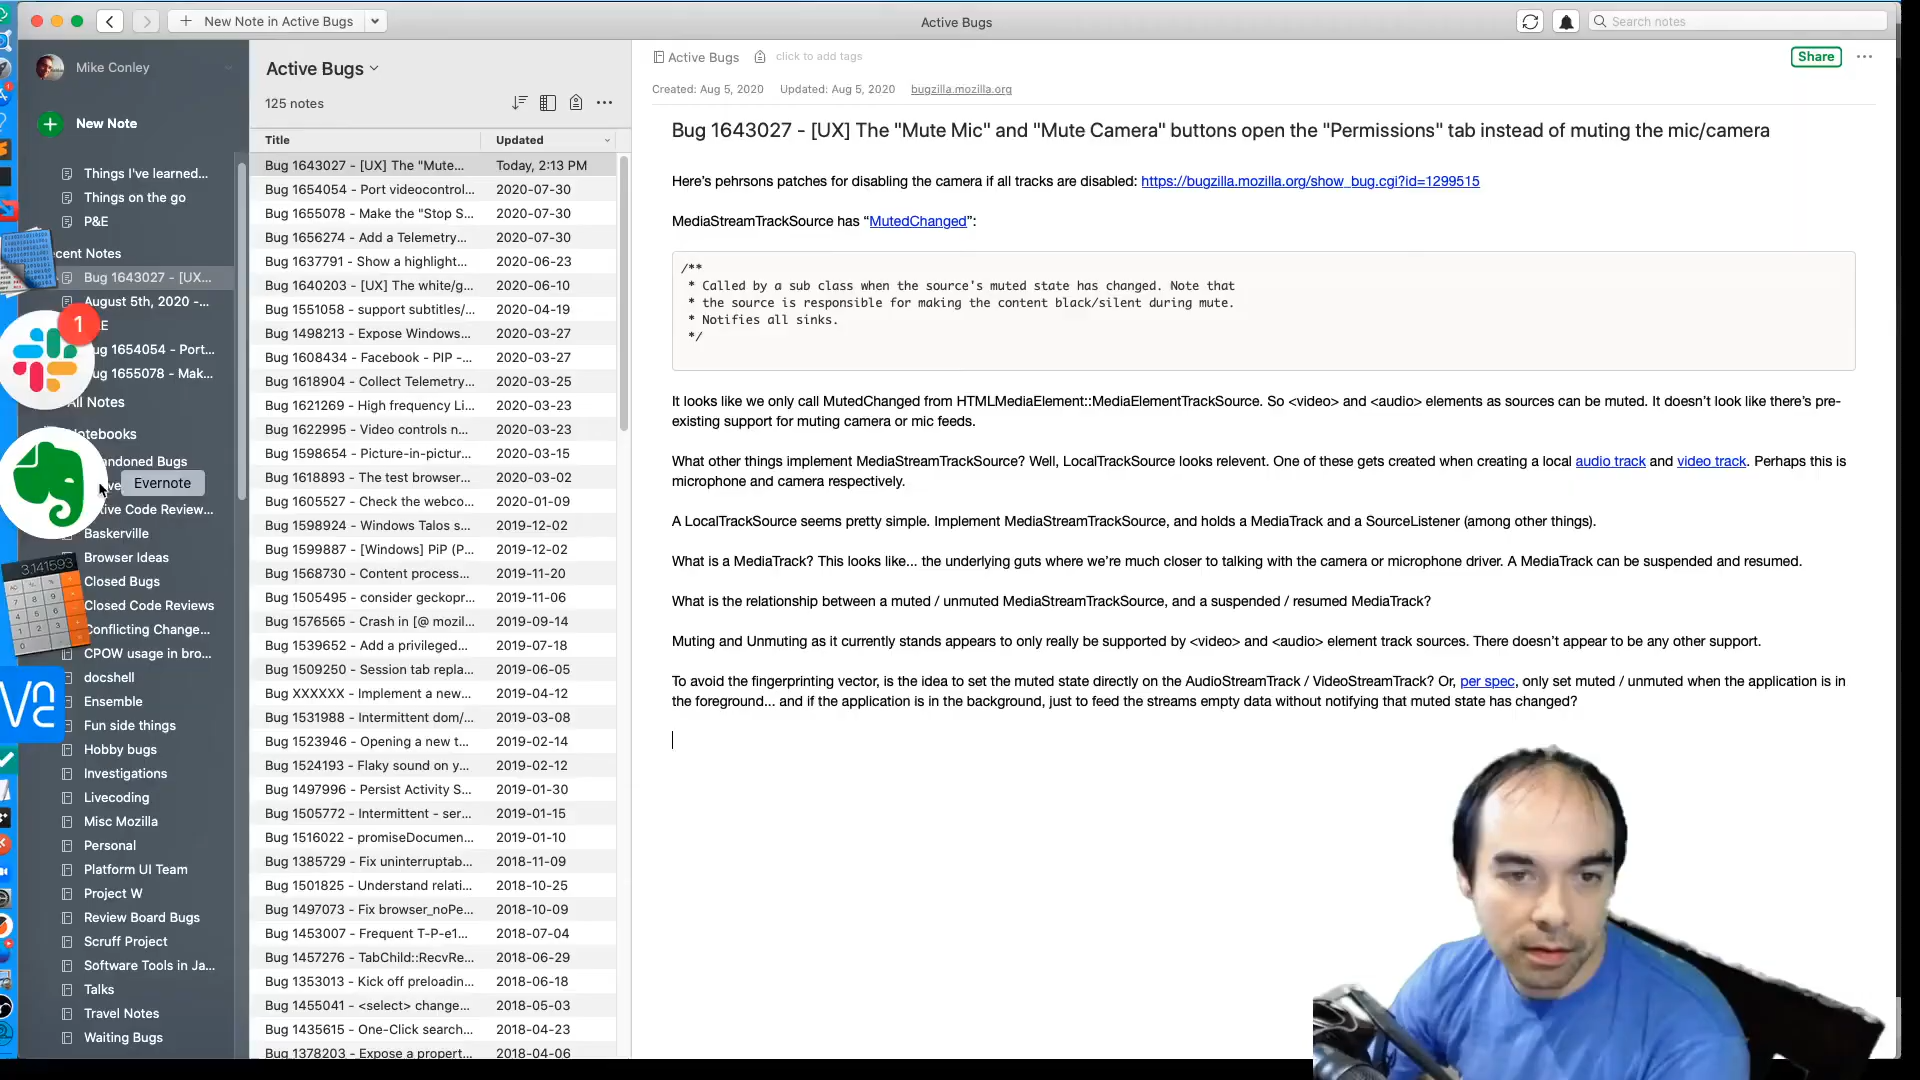 New Note in Active Bugs
Active Bugs
Search notes
Mike Conley
New Note
Things I've learned...
Things on the go
P&E
cent Notes
Bug 1643027 - [UX...
August 5th, 2020 -...
E
ug 1654054 - Port...
ug 1655078 - Mak...
All Notes
otebooks
ndoned Bugs
Evernote
tive Code Review...
Baskerville
Browser Ideas
Closed Bugs
Closed Code Reviews
Conflicting Change...
CPOW usage in bro...
docshell
Ensemble
Fun side things
Hobby bugs
Investigations
Livecoding
Misc Mozilla
Personal
Platform UI Team
Project W
Review Board Bugs
Scruff Project
Software Tools in Ja...
Talks
Travel Notes
Waiting Bugs
1
3.141593
Active Bugs
125 notes
Title Updated
Bug 1643027 - [UX] The "Mute... Today, 2:13 PM
Bug 1654054 - Port videocontrol... 2020-07-30
Bug 1655078 - Make the "Stop S... 2020-07-30
Bug 1656274 - Add a Telemetry... 2020-07-30
Bug 1637791 - Show a highlight... 2020-06-23
Bug 1640203 - [UX] The white/g... 2020-06-10
Bug 1551058 - support subtitles/... 2020-04-19
Bug 1498213 - Expose Windows... 2020-03-27
Bug 1608434 - Facebook - PIP -... 2020-03-27
Bug 1618904 - Collect Telemetry... 2020-03-25
Bug 1621269 - High frequency Li... 2020-03-23
Bug 1622995 - Video controls n... 2020-03-23
Bug 1598654 - Picture-in-pictur... 2020-03-15
Bug 1618893 - The test browser... 2020-03-02
Bug 1605527 - Check the webco... 2020-01-09
Bug 1598924 - Windows Talos s... 2019-12-02
Bug 1599887 - [Windows] PiP (P... 2019-12-02
Bug 1568730 - Content process... 2019-11-20
Bug 1505495 - consider geckopr... 2019-11-06
Bug 1576565 - Crash in [@ mozil... 2019-09-14
Bug 1539652 - Add a privileged... 2019-07-18
Bug 1509250 - Session tab repla... 2019-06-05
Bug XXXXXX - Implement a new... 2019-04-12
Bug 1531988 - Intermittent dom/... 2019-03-08
Bug 1523946 - Opening a new t... 2019-02-14
Bug 1524193 - Flaky sound on y... 2019-02-12
Bug 1497996 - Persist Activity S... 2019-01-30
Bug 1505772 - Intermittent - ser... 2019-01-15
Bug 1516022 - promiseDocumen... 2019-01-10
Bug 1385729 - Fix uninterruptab... 2018-11-09
Bug 1501825 - Understand relati... 2018-10-25
Bug 1497073 - Fix browser_noPe... 2018-10-09
Bug 1453007 - Frequent T-P-e1... 2018-07-04
Bug 1457276 - TabChild::RecvRe... 2018-06-29
Bug 1353013 - Kick off preloadin... 2018-06-18
Bug 1455041 - <select> change... 2018-05-03
Bug 1435615 - One-Click search... 2018-04-23
Bug 1378203 - Expose a propert... 2018-04-06
Active Bugs click to add tags Share
Created: Aug 5, 2020 Updated: Aug 5, 2020 bugzilla.mozilla.org
Bug 1643027 - [UX] The "Mute Mic" and "Mute Camera" buttons open the "Permissions" tab instead of muting the mic/camera
Here's pehrsons patches for disabling the camera if all tracks are disabled: https://bugzilla.mozilla.org/show_bug.cgi?id=1299515
MediaStreamTrackSource has “MutedChanged”:
/**
* Called by a sub class when the source's muted state has changed. Note that
* the source is responsible for making the content black/silent during mute.
* Notifies all sinks.
*/
It looks like we only call MutedChanged from HTMLMediaElement::MediaElementTrackSource. So <video> and <audio> elements as sources can be muted. It doesn’t look like there’s pre-
existing support for muting camera or mic feeds.
What other things implement MediaStreamTrackSource? Well, LocalTrackSource looks relevent. One of these gets created when creating a local audio track and video track. Perhaps this is
microphone and camera respectively.
A LocalTrackSource seems pretty simple. Implement MediaStreamTrackSource, and holds a MediaTrack and a SourceListener (among other things).
What is a MediaTrack? This looks like... the underlying guts where we’re much closer to talking with the camera or microphone driver. A MediaTrack can be suspended and resumed.
What is the relationship between a muted / unmuted MediaStreamTrackSource, and a suspended / resumed MediaTrack?
Muting and Unmuting as it currently stands appears to only really be supported by <video> and <audio> element track sources. There doesn’t appear to be any other support.
To avoid the fingerprinting vector, is the idea to set the muted state directly on the AudioStreamTrack / VideoStreamTrack? Or, per spec, only set muted / unmuted when the application is in
the foreground... and if the application is in the background, just to feed the streams empty data without notifying that muted state has changed?